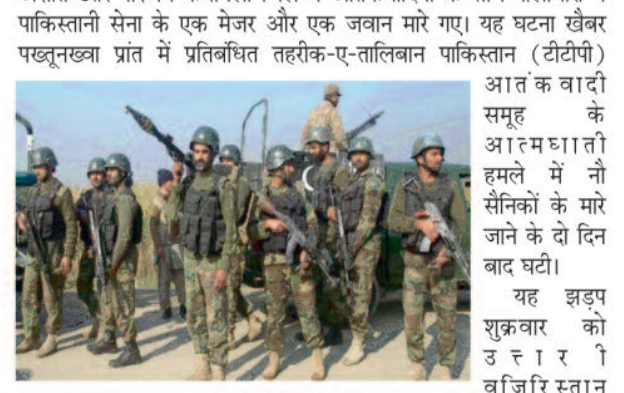 पाकिस्तानी सेना के एक मेजर और एक जवान मारे गए। यह घटना खैबर
पख्तूनख्वा प्रांत में प्रतिबंधित तहरीक-ए-तालिबान पाकिस्तान (टीटीपी)
आतंकवादी
समूह के
आत्मघाती
हमले में नौ
सैनिकों के मारे
जाने के दो दिन
बाद घटी।
यह झड़प
शुक्रवार को
उत्तरी
वजिरिस्तान